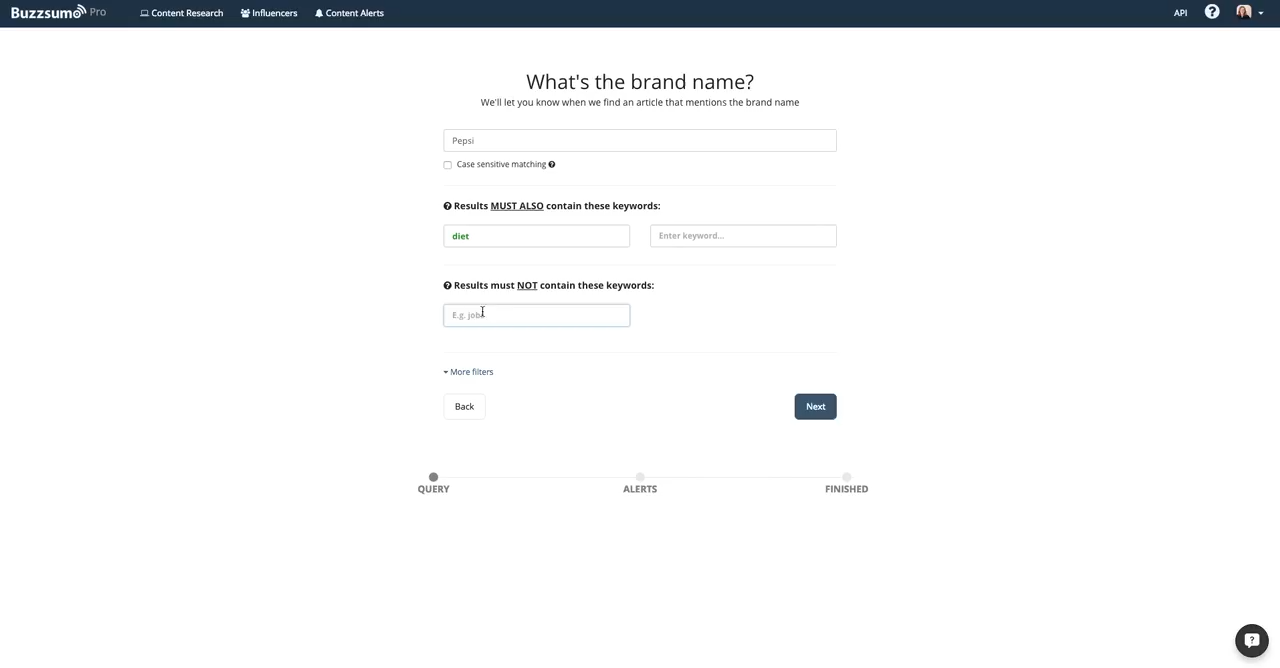 Buzzsumo Pro Content Research Influencers Content Alerts API
What's the brand name?
We'll let you know when we find an article that mentions the brand name
Pepsi
Case sensitive matching
Results MUST ALSO contain these keywords:
diet Enter keyword...
Results must NOT contain these keywords:
E.g. jobs
More filters
Back Next
QUERY ALERTS FINISHED